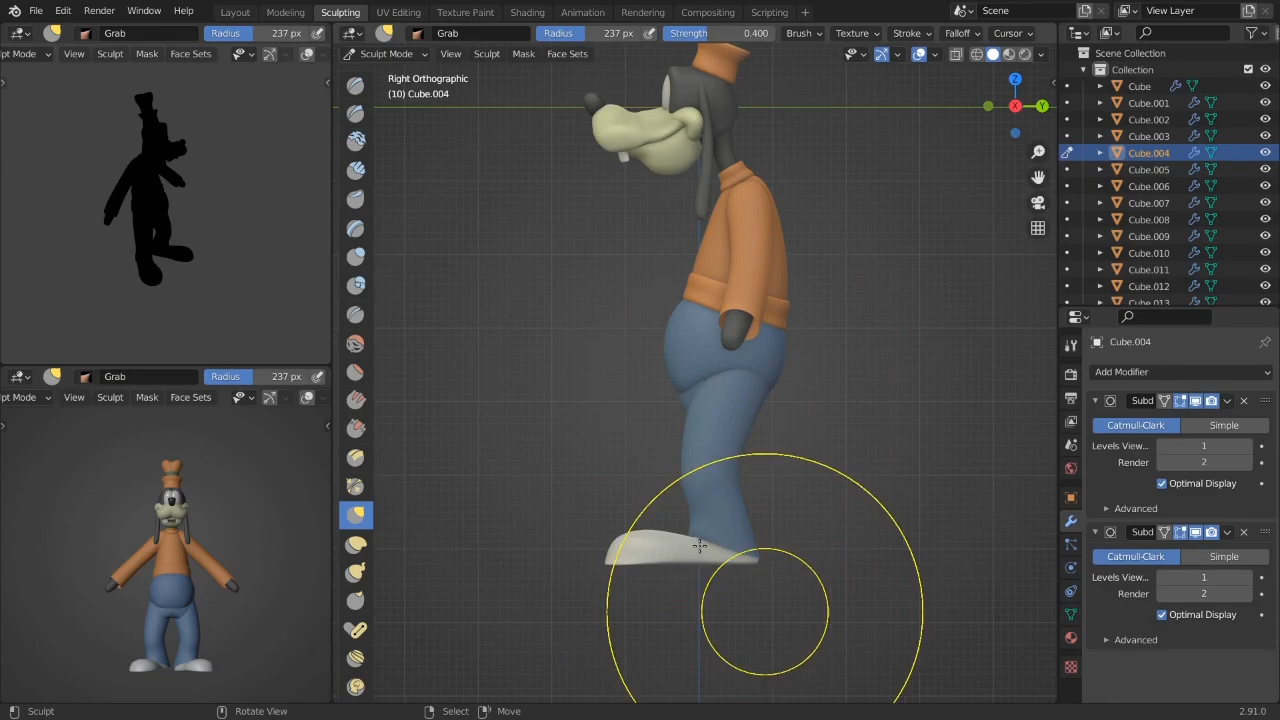 File Edit Render Window Help Layout Modeling Sculpting UV Editing Texture Paint Shading Animation Rendering Compositing Scripting + Scene View Layer
Grab Radius 237 px
pt Mode View Sculpt Mask Face Sets
Grab Radius 237 px Strength 0.400 Brush Texture Stroke Falloff Cursor
Sculpt Mode View Sculpt Mask Face Sets
Right Orthographic
(10) Cube.004
Z
Y
X
Grab Radius 237 px
pt Mode View Sculpt Mask Face Sets
Scene Collection
Collection
Cube
Cube.001
Cube.002
Cube.003
Cube.004
Cube.005
Cube.006
Cube.007
Cube.008
Cube.009
Cube.010
Cube.011
Cube.012
Cube.013
Cube.004
Add Modifier
Subd
Catmull-Clark Simple
Levels View... 1
Render 2
Optimal Display
Advanced
Subd
Catmull-Clark Simple
Levels View... 1
Render 2
Optimal Display
Advanced
Sculpt Rotate View Select Move 2.91.0